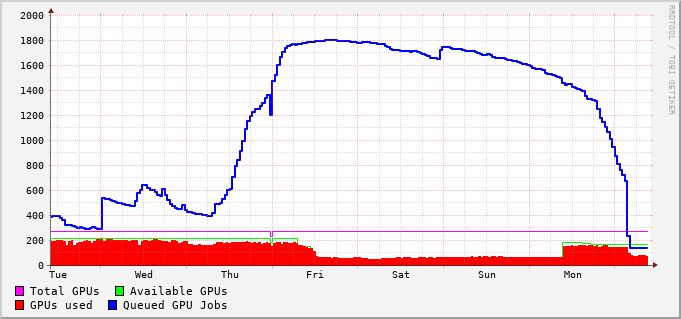 RRDTOOL / TOBI OETIKER
2000
1800
1600
1400
1200
1000
800
600
400
200
0
Tue Wed Thu Fri Sat Sun Mon
Total GPUs Available GPUs
GPUs used Queued GPU Jobs